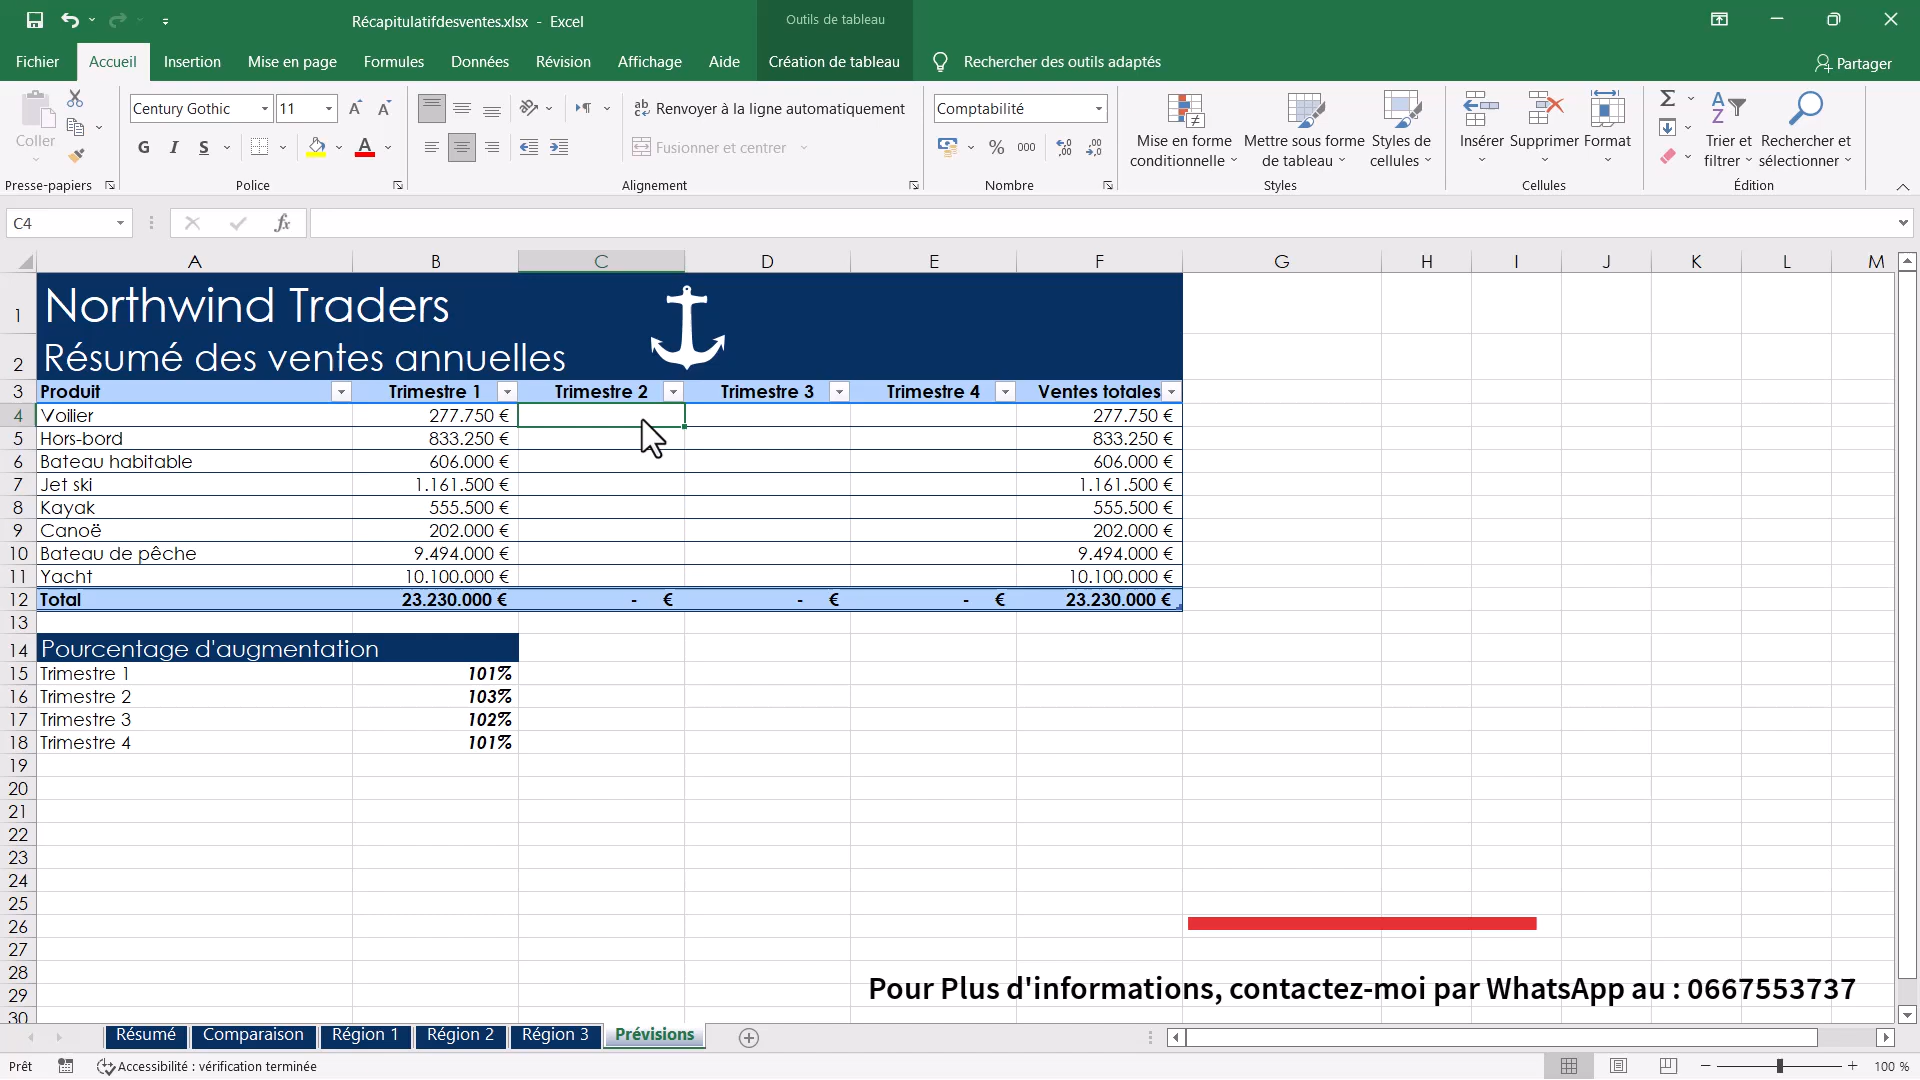 Récapitulatifdesventes.xlsx - Excel
Outils de tableau
Fichier
Accueil
Insertion
Mise en page
Formules
Données
Révision
Affichage
Aide
Création de tableau
Rechercher des outils adaptés
Partager
Coller
Presse-papiers
Century Gothic
11
G I S
Police
Renvoyer à la ligne automatiquement
Fusionner et centrer
Alignement
Comptabilité
% 000
Nombre
Mise en forme conditionnelle
Mettre sous forme de tableau
Styles de cellules
Styles
Insérer
Supprimer
Format
Cellules
Trier et filtrer
Rechercher et sélectionner
Édition
C4
fx
A B C D E F G H I J K L M
1 Northwind Traders
2 Résumé des ventes annuelles
3 Produit Trimestre 1 Trimestre 2 Trimestre 3 Trimestre 4 Ventes totales
4 Voilier 277.750 € 277.750 €
5 Hors-bord 833.250 € 833.250 €
6 Bateau habitable 606.000 € 606.000 €
7 Jet ski 1.161.500 € 1.161.500 €
8 Kayak 555.500 € 555.500 €
9 Canoë 202.000 € 202.000 €
10 Bateau de pêche 9.494.000 € 9.494.000 €
11 Yacht 10.100.000 € 10.100.000 €
12 Total 23.230.000 € - € - € - € 23.230.000 €
13
14 Pourcentage d'augmentation
15 Trimestre 1 101%
16 Trimestre 2 103%
17 Trimestre 3 102%
18 Trimestre 4 101%
19
20
21
22
23
24
25
26
27
28
29
30
Pour Plus d'informations, contactez-moi par WhatsApp au : 0667553737
Résumé
Comparaison
Région 1
Région 2
Région 3
Prévisions
Prêt
Accessibilité : vérification terminée
100 %